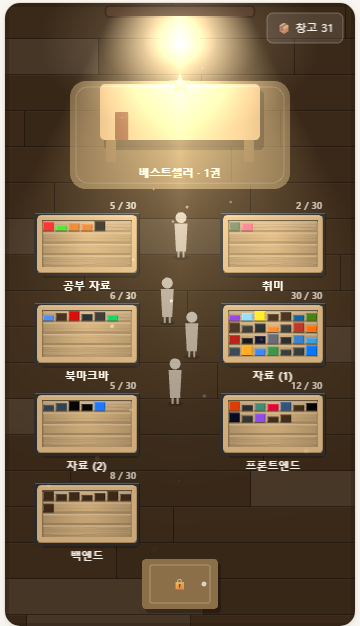 창고 31
베스트셀러 - 1권
5 / 30
2 / 30
공부 자료
취미
6 / 30
30 / 30
북마크바
자료 (1)
5 / 30
12 / 30
자료 (2)
프론트엔드
8 / 30
백엔드